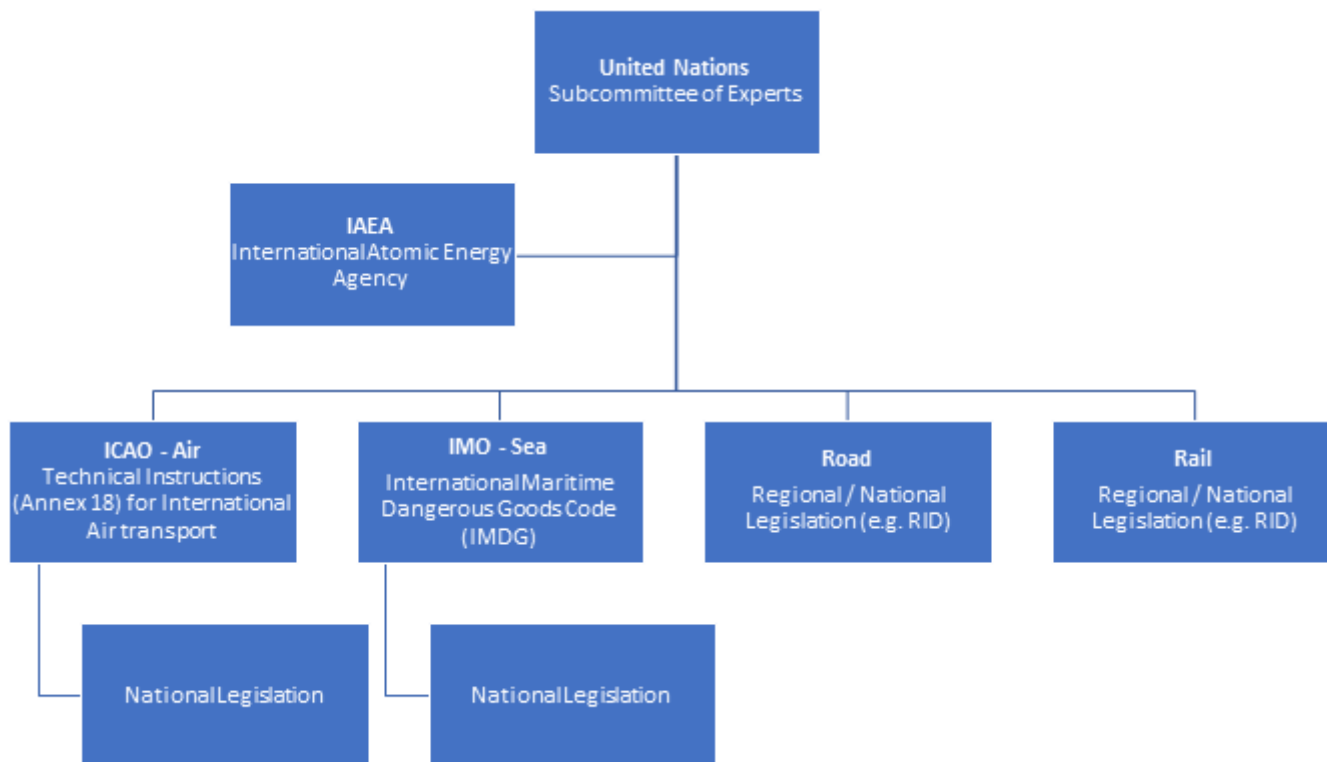 United Nations
Subcommittee of Experts
IAEA
International Atomic Energy
Agency
ICAO - Air
Technical Instructions
(Annex 18) for International
Air transport
IMO - Sea
International Maritime
Dangerous Goods Code
(IMDG)
Road
Regional / National
Legislation (e.g. RID)
Rail
Regional / National
Legislation (e.g. RID)
National Legislation
National Legislation